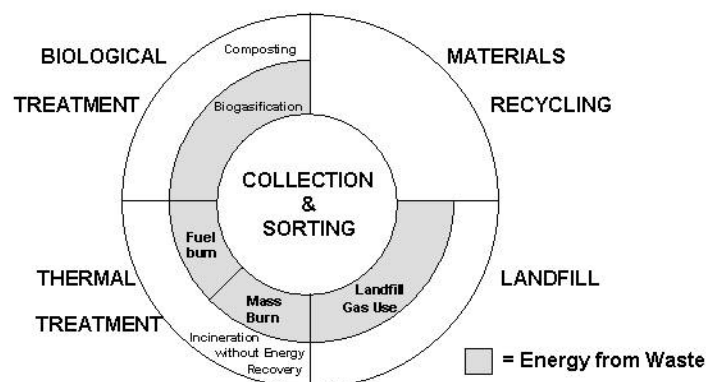 BIOLOGICAL
TREATMENT
Composting
Biogasification
MATERIALS
RECYCLING
COLLECTION
&
SORTING
THERMAL
TREATMENT
Fuel
burn
Mass
Burn
Incineration
without Energy
Recovery
Landfill
Gas Use
LANDFILL
= Energy from Waste